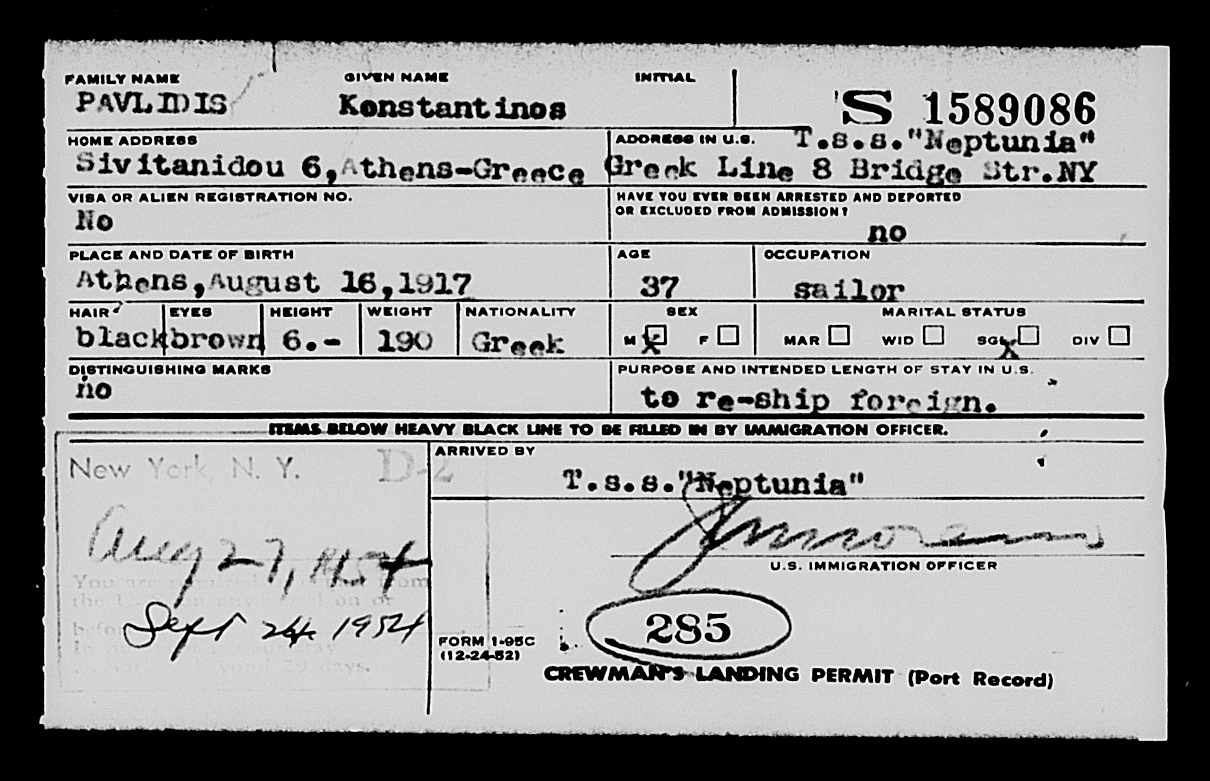 FAMILY NAME GIVEN NAME INITIAL
PAVLIDIS Konstantinos S 1589086
HOME ADDRESS ADDRESS IN U.S. T.s.s."Neptunia"
Sivitanidou 6,Athens-Greece Greek Line 8 Bridge Str.NY
VISA OR ALIEN REGISTRATION NO. HAVE YOU EVER BEEN ARRESTED AND DEPORTED
OR EXCLUDED FROM ADMISSION?
No no
PLACE AND DATE OF BIRTH AGE OCCUPATION
Athens,August 16,1917 37 sailor
HAIR EYES HEIGHT WEIGHT NATIONALITY SEX MARITAL STATUS
black brown 6.- 190 Greek M X F MAR WID SGL X DIV
DISTINGUISHING MARKS PURPOSE AND INTENDED LENGTH OF STAY IN U.S.
no to re-ship foreign.
ITEMS BELOW HEAVY BLACK LINE TO BE FILLED IN BY IMMIGRATION OFFICER.
New York, N. Y. D-2 ARRIVED BY
T.s.s."Neptunia"
Aug 27, 1954
U.S. IMMIGRATION OFFICER
You are
Sept 24 1954
29 days.
285
FORM I-95C
(12-24-52)
CREWMAN'S LANDING PERMIT (Port Record)